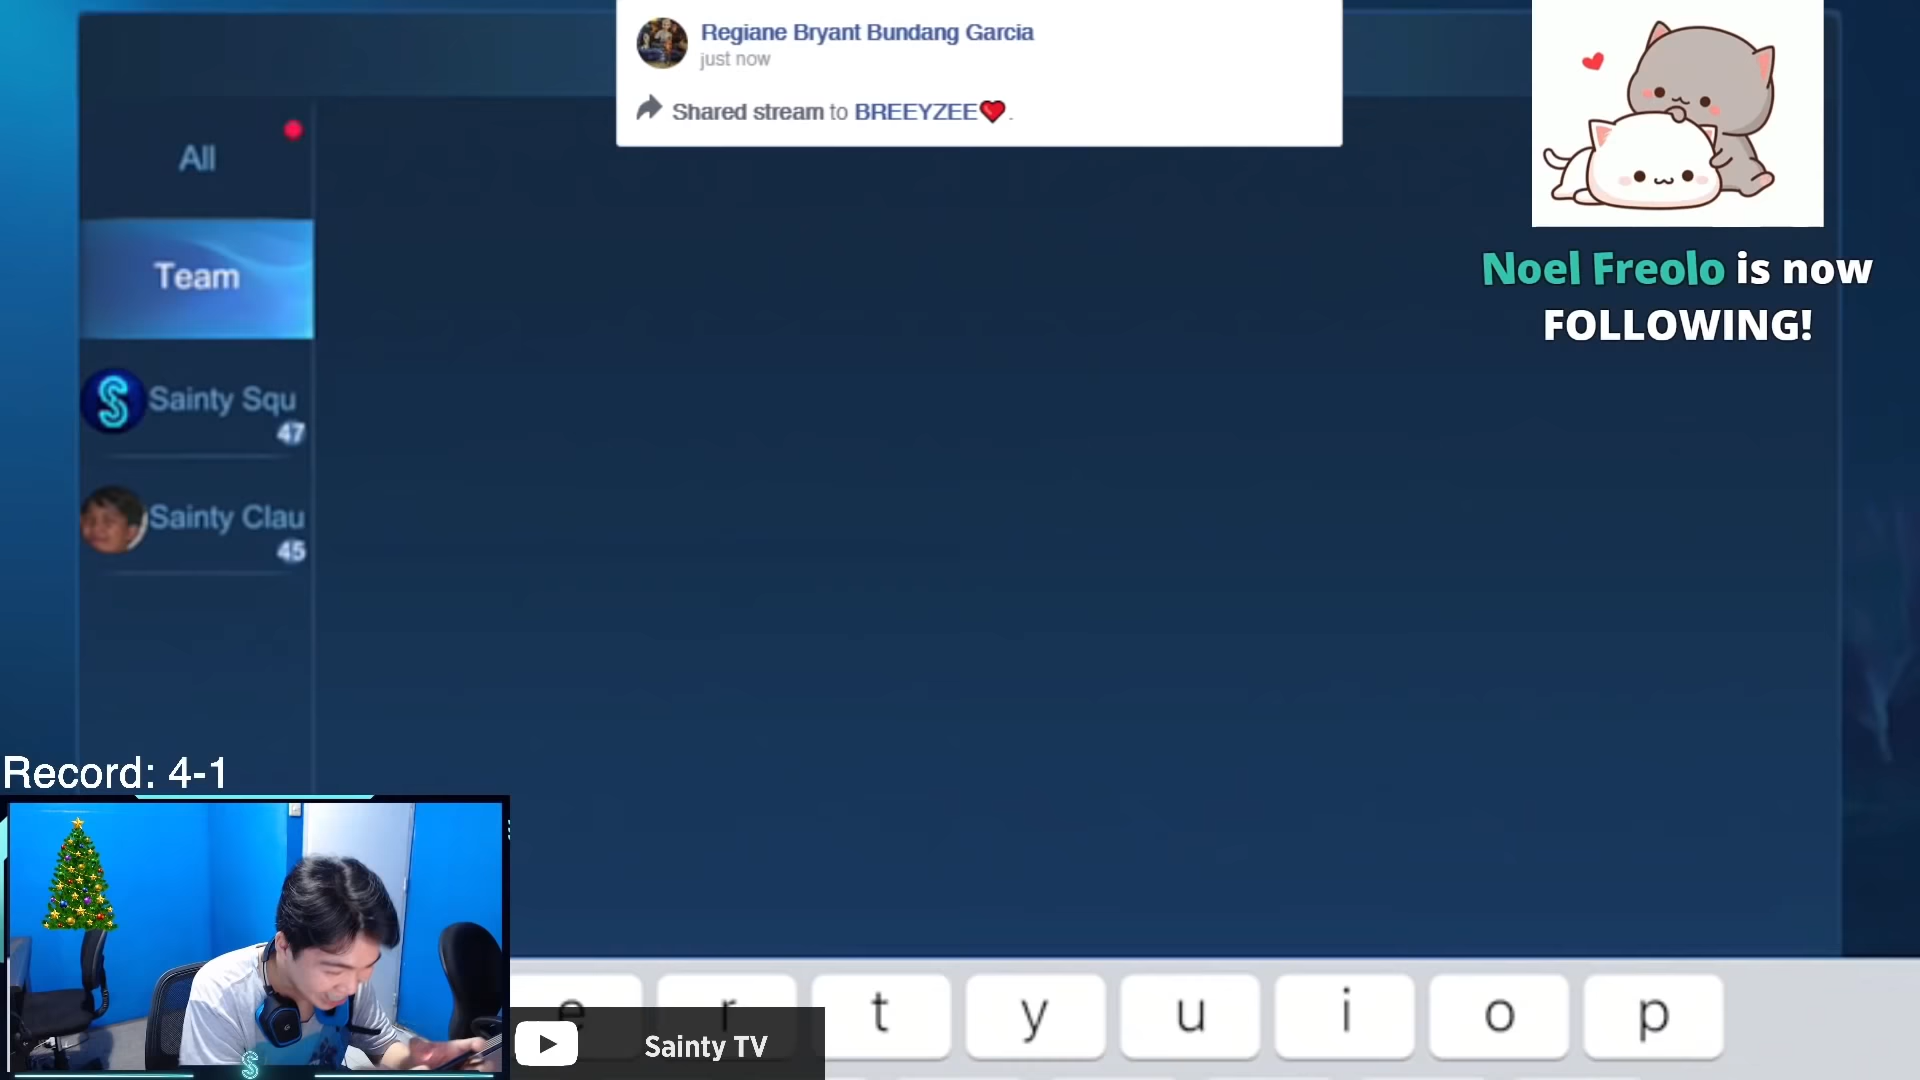 Regiane Bryant Bundang Garcia
just now
Shared stream to BREEYZEE❤️.
Noel Freolo is now
FOLLOWING!
All
Team
Sainty Squ
47
Sainty Clau
45
Record: 4-1
e r t y u i o p
Sainty TV